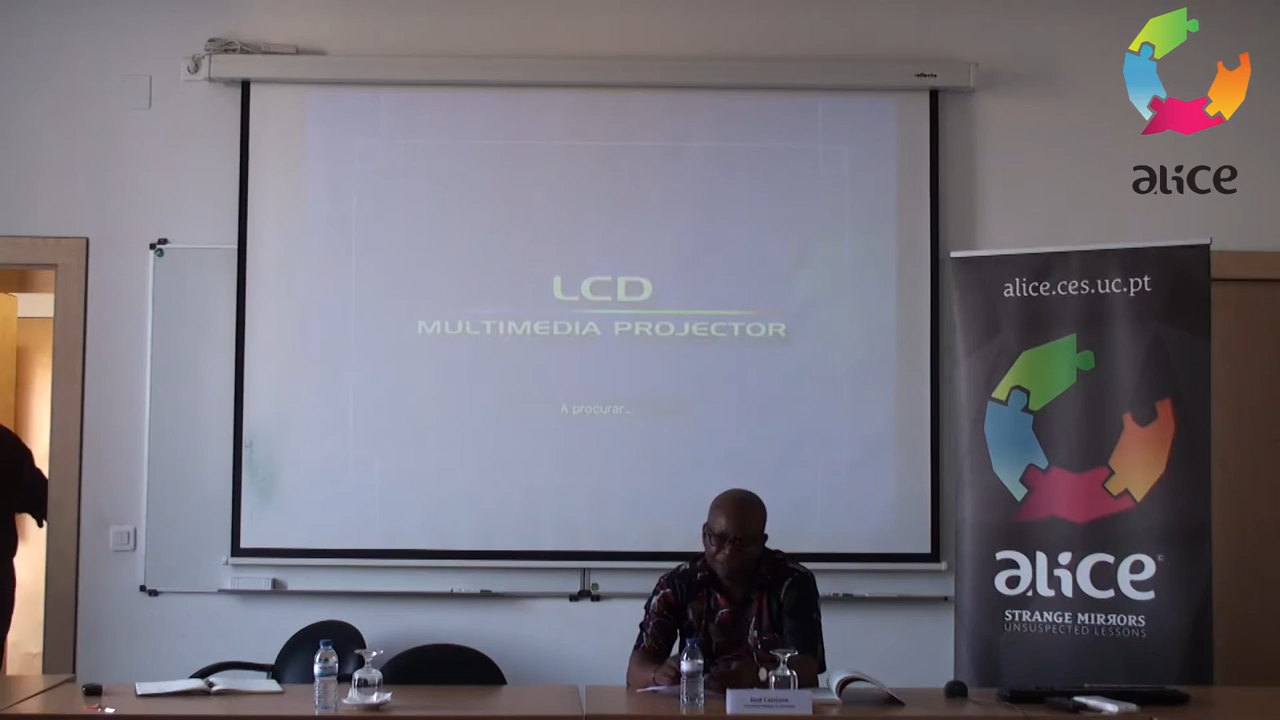 alice
alice.ces.uc.pt
LCD
MULTIMEDIA PROJECTOR
A procurar..
alice
STRANGE MIRRORS
UNSUSPECTED LESSONS